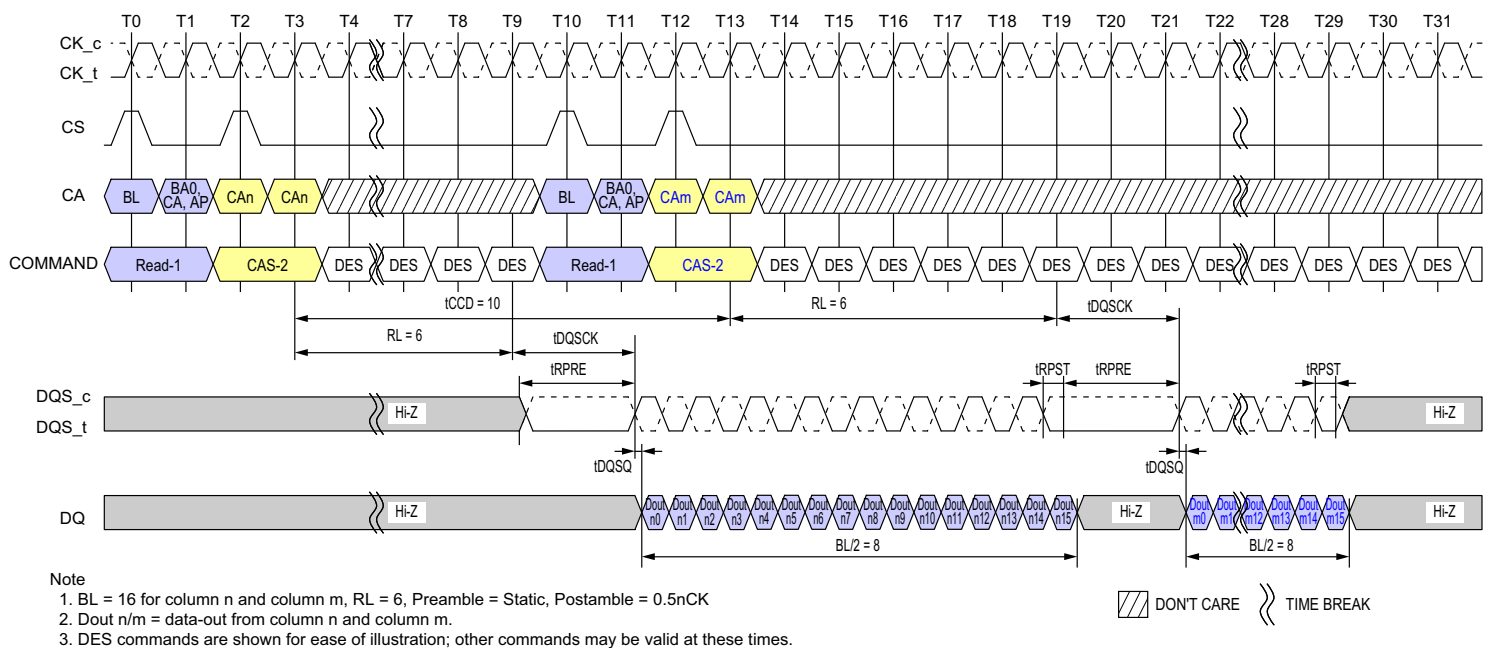 T0 T1 T2 T3 T4 T7 T8 T9 T10 T11 T12 T13 T14 T15 T16 T17 T18 T19 T20 T21 T22 T28 T29 T30 T31
CK_c
CK_t
CS
CA BL BA0, CA, AP CAn CAn BL BA0, CA, AP CAm CAm
COMMAND Read-1 CAS-2 DES DES DES DES Read-1 CAS-2 DES DES DES DES DES DES DES DES DES DES DES DES DES
tCCD = 10 RL = 6 tDQSCK
RL = 6 tDQSCK
tRPRE tRPST tRPRE tRPST
DQS_c
DQS_t
Hi-Z Hi-Z
tDQSQ tDQSQ
DQ Hi-Z Dout n0 Dout n1 Dout n2 Dout n3 Dout n4 Dout n5 Dout n6 Dout n7 Dout n8 Dout n9 Dout n10 Dout n11 Dout n12 Dout n13 Dout n14 Dout n15 Hi-Z Dout m0 Dout m1 Dout m12 Dout m13 Dout m14 Dout m15 Hi-Z
BL/2 = 8 BL/2 = 8
Note
1. BL = 16 for column n and column m, RL = 6, Preamble = Static, Postamble = 0.5nCK
2. Dout n/m = data-out from column n and column m.
3. DES commands are shown for ease of illustration; other commands may be valid at these times.
DON'T CARE TIME BREAK